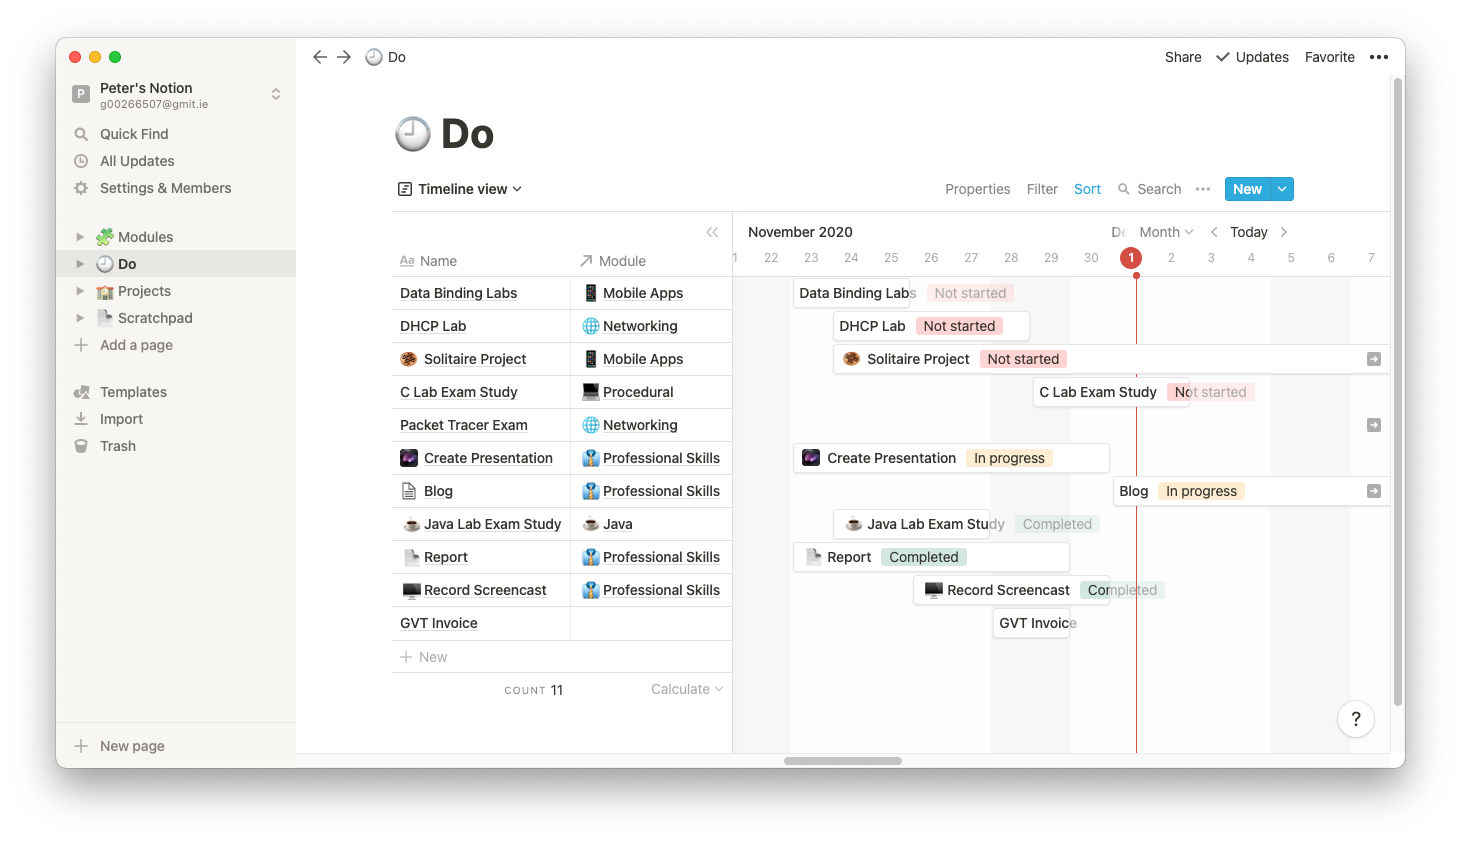 Do
Share
Updates
Favorite
P
Peter's Notion
g00266507@gmit.ie
Quick Find
All Updates
Settings & Members
Modules
Do
Projects
Scratchpad
Add a page
Templates
Import
Trash
New page
Do
Timeline view
Properties Filter Sort Search New
November 2020
De
Month Today
Aa Name Module
1 22 23 24 25 26 27 28 29 30 1 2 3 4 5 6 7
Data Binding Labs Mobile Apps Data Binding Labs Not started
DHCP Lab Networking DHCP Lab Not started
Solitaire Project Mobile Apps Solitaire Project Not started
C Lab Exam Study Procedural C Lab Exam Study Not started
Packet Tracer Exam Networking
Create Presentation Professional Skills Create Presentation In progress
Blog Professional Skills Blog In progress
Java Lab Exam Study Java Java Lab Exam Study Completed
Report Professional Skills Report Completed
Record Screencast Professional Skills Record Screencast Completed
GVT Invoice GVT Invoice
New
COUNT 11 Calculate
?